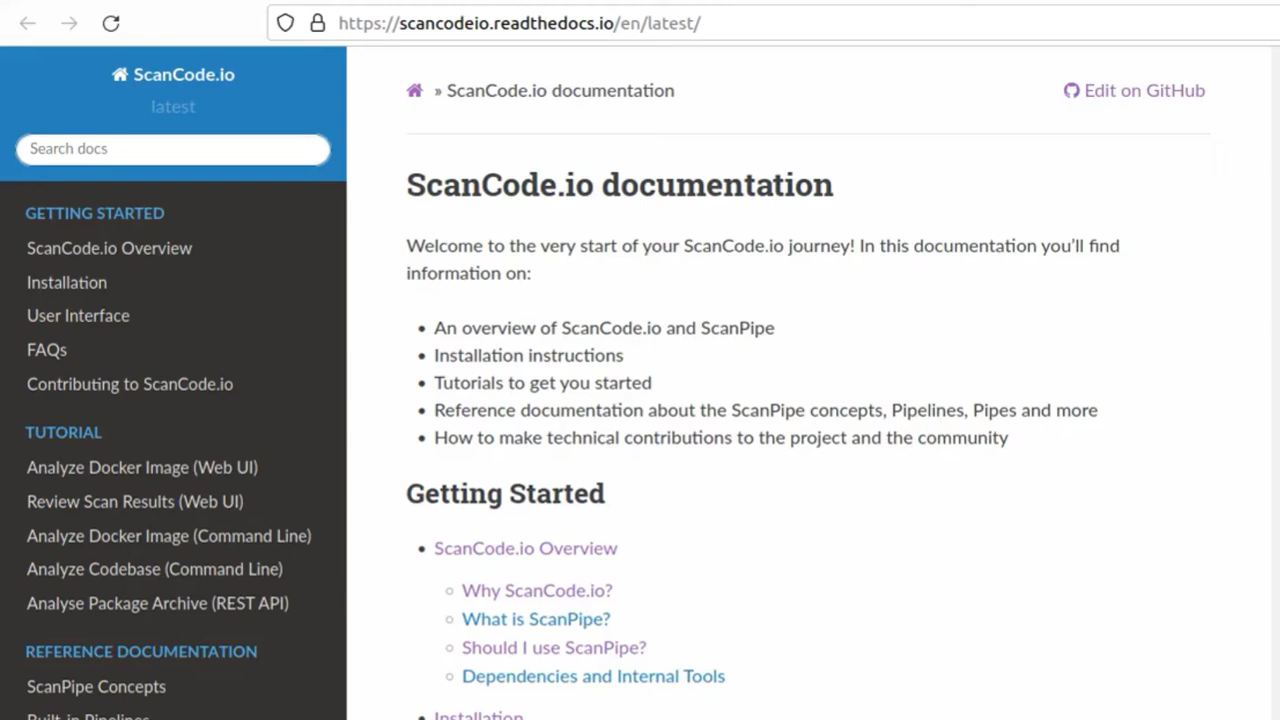 https://scancodeio.readthedocs.io/en/latest/
ScanCode.io
latest
Search docs
GETTING STARTED
ScanCode.io Overview
Installation
User Interface
FAQs
Contributing to ScanCode.io
TUTORIAL
Analyze Docker Image (Web UI)
Review Scan Results (Web UI)
Analyze Docker Image (Command Line)
Analyze Codebase (Command Line)
Analyse Package Archive (REST API)
REFERENCE DOCUMENTATION
ScanPipe Concepts
Built-in Pipelines
» ScanCode.io documentation
Edit on GitHub
ScanCode.io documentation
Welcome to the very start of your ScanCode.io journey! In this documentation you’ll find
information on:
• An overview of ScanCode.io and ScanPipe
• Installation instructions
• Tutorials to get you started
• Reference documentation about the ScanPipe concepts, Pipelines, Pipes and more
• How to make technical contributions to the project and the community
Getting Started
• ScanCode.io Overview
◦ Why ScanCode.io?
◦ What is ScanPipe?
◦ Should I use ScanPipe?
◦ Dependencies and Internal Tools
• Installation